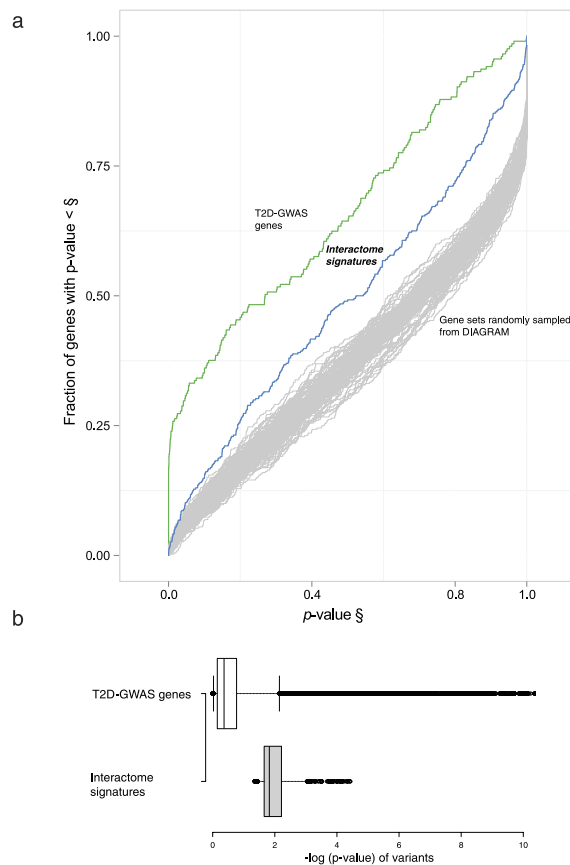 a
1.00
0.75
0.50
0.25
0.00
Fraction of genes with p-value < §
T2D-GWAS
genes
Interactome
signatures
Gene sets randomly sampled
from DIAGRAM
0.0
0.4
0.8
1.0
p-value §
b
T2D-GWAS genes
Interactome
signatures
0
2
4
6
8
10
-log (p-value) of variants